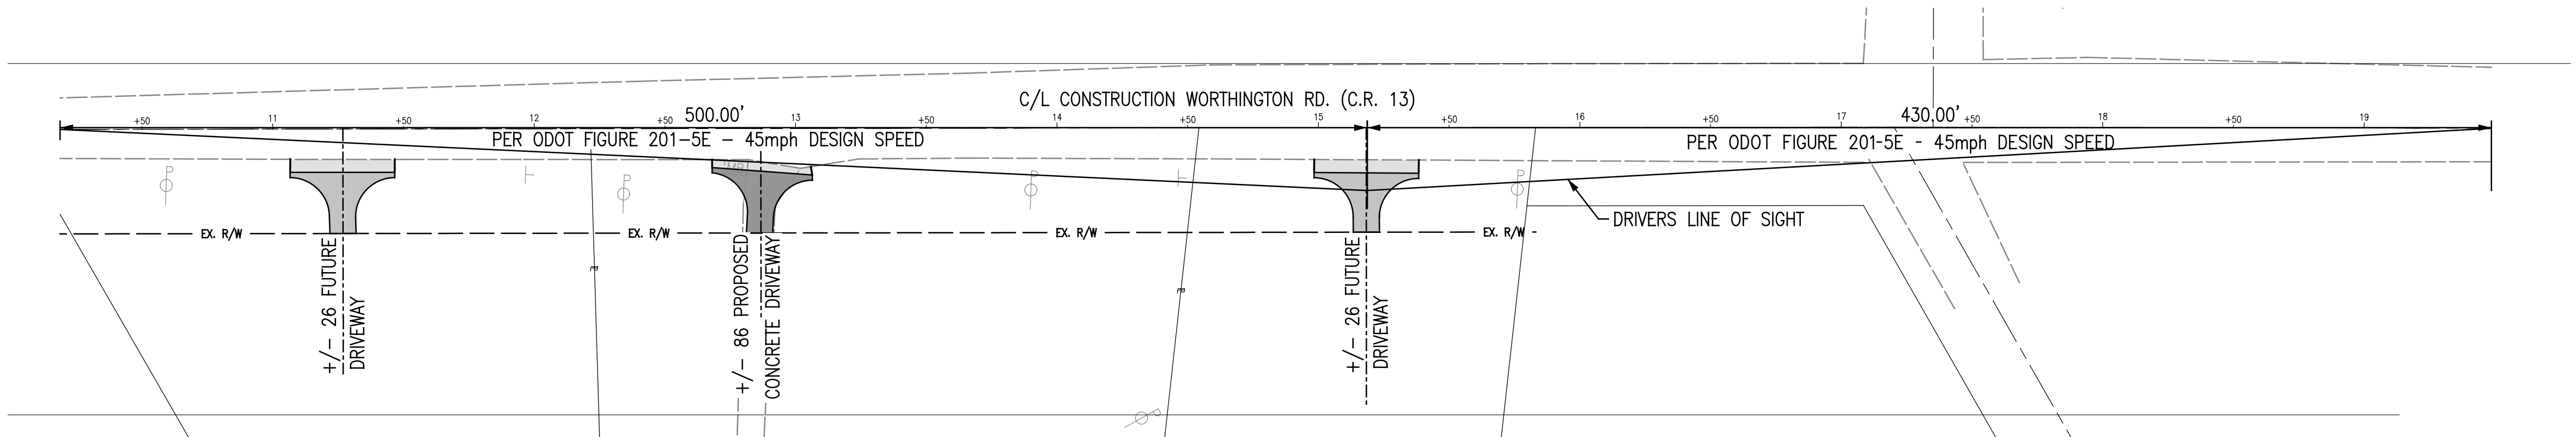 C/L CONSTRUCTION WORTHINGTON RD. (C.R. 13)
500.00'
430.00'
+50 11 +50 12 +50 13 +50 14 +50 15 +50 16 +50 17 +50 18 +50 19
PER ODOT FIGURE 201-5E - 45mph DESIGN SPEED
PER ODOT FIGURE 201-5E - 45mph DESIGN SPEED
P
T
P
P
T
P
DRIVERS LINE OF SIGHT
EX. R/W
EX. R/W
EX. R/W
EX. R/W
+/- 26 FUTURE
DRIVEWAY
+/- 86 PROPOSED
CONCRETE DRIVEWAY
+/- 26 FUTURE
DRIVEWAY
P